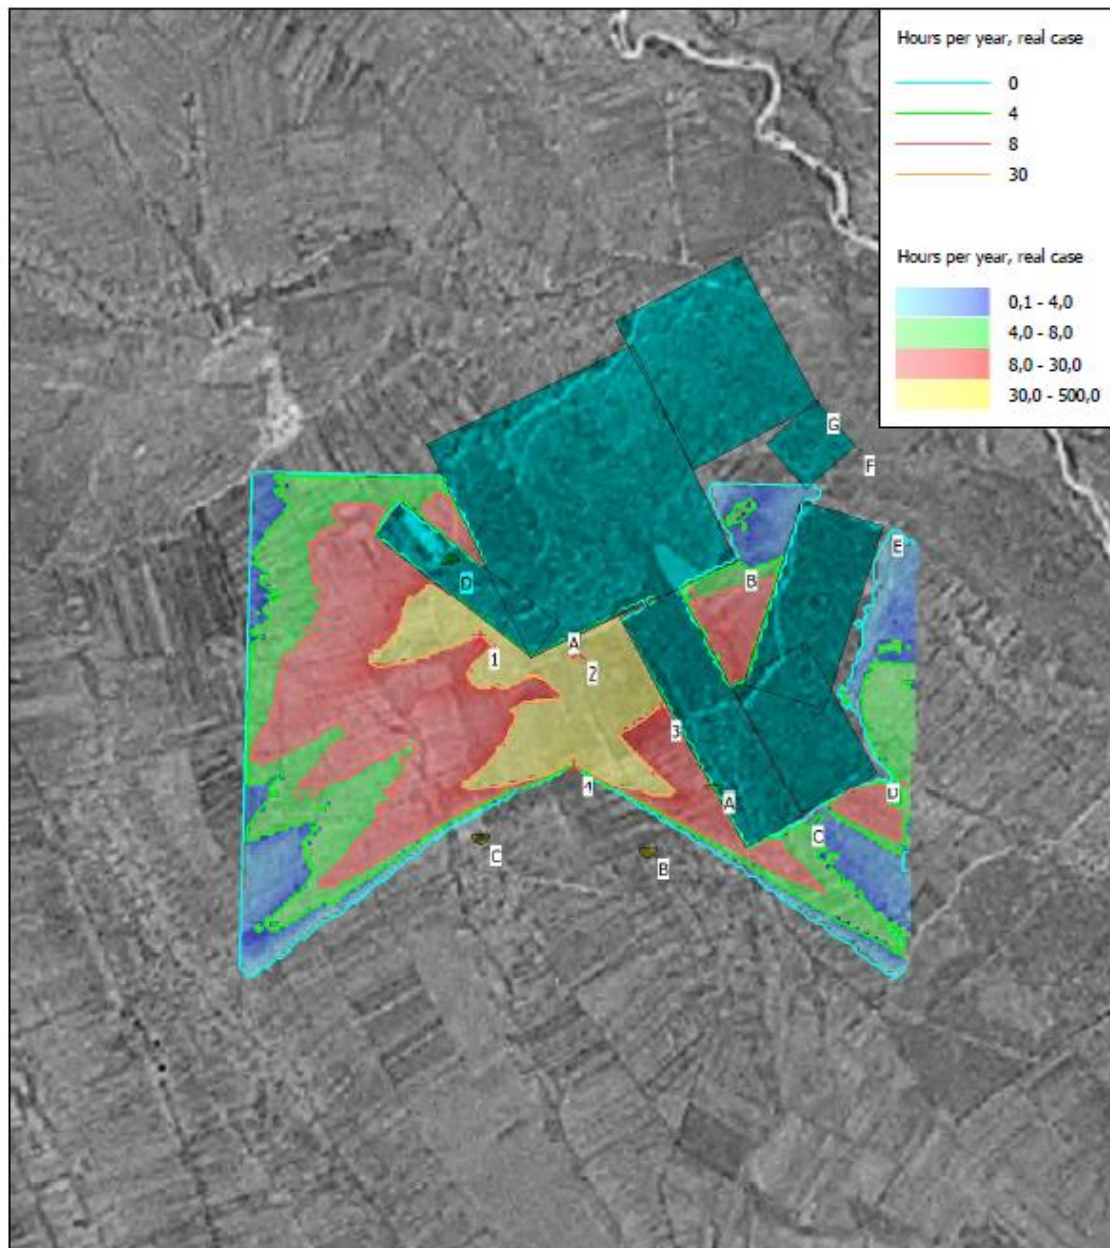 Hours per year, real case
0
4
8
30
Hours per year, real case
0,1 - 4,0
4,0 - 8,0
8,0 - 30,0
30,0 - 500,0
G
F
E
B
D
A
1
2
3
4
A
D
C
C
B